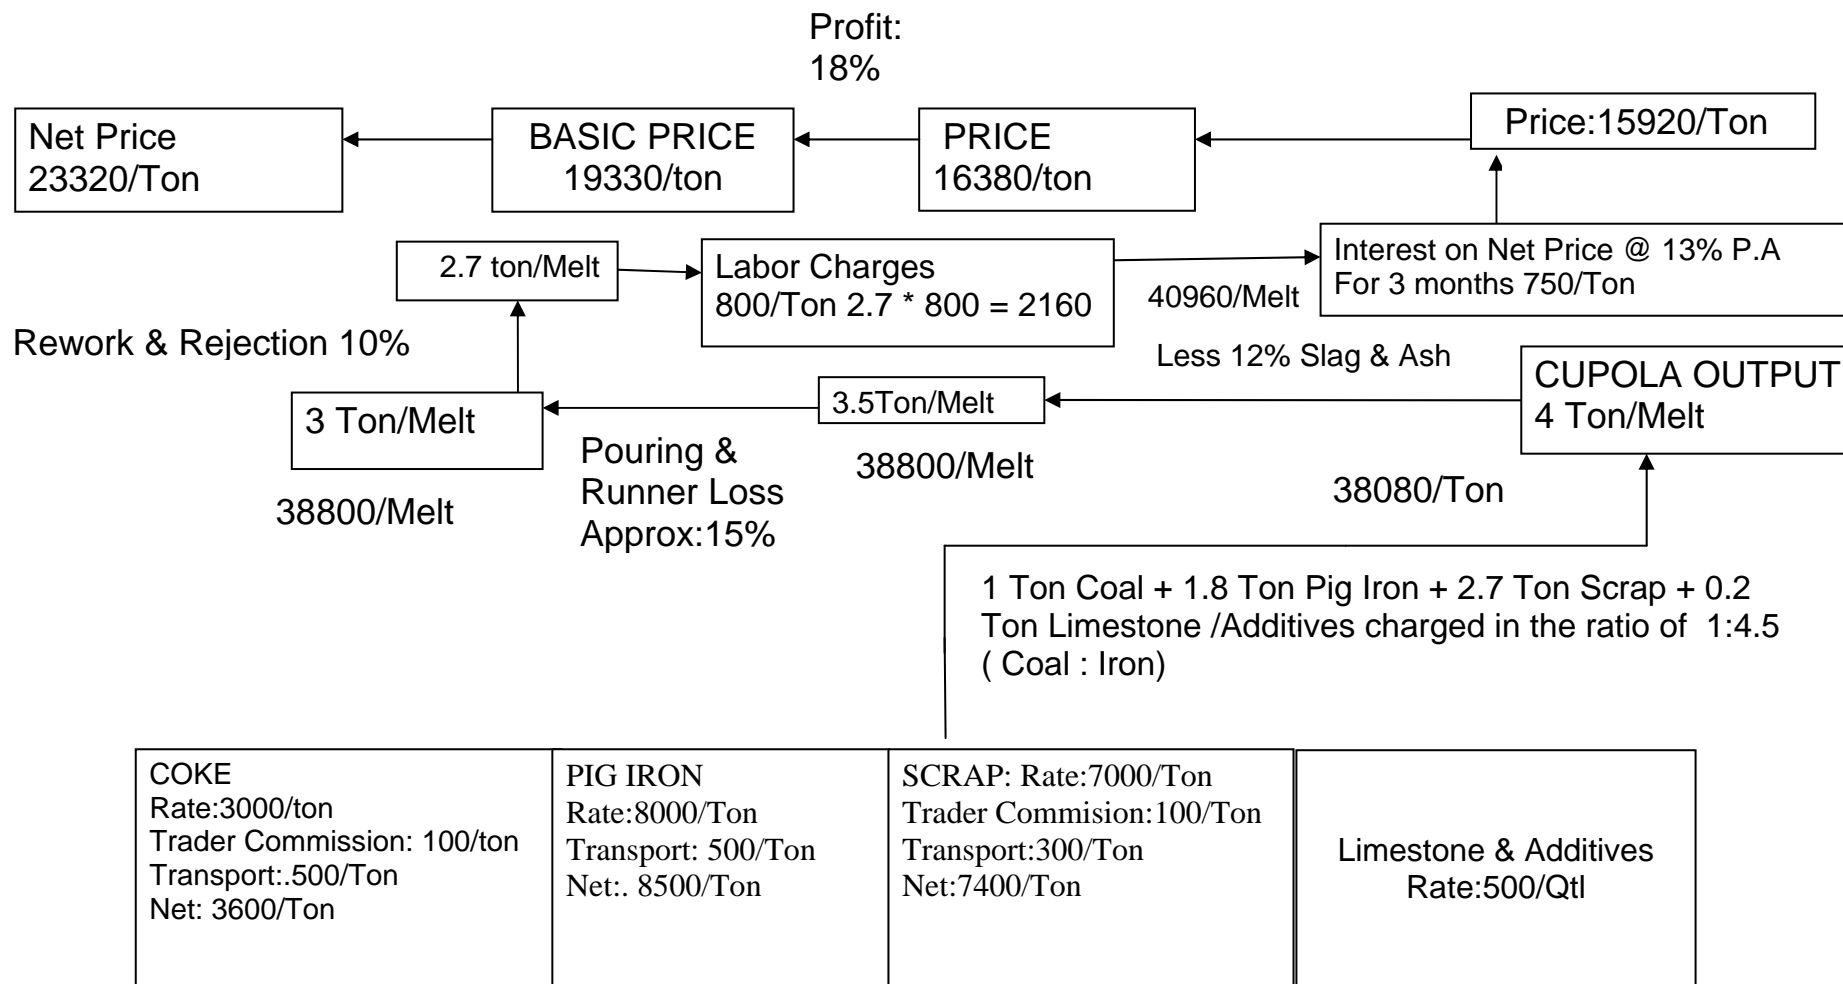 Profit:
18%
Net Price
23320/Ton
BASIC PRICE
19330/ton
PRICE
16380/ton
Price:15920/Ton
2.7 ton/Melt
Labor Charges
800/Ton 2.7 * 800 = 2160
40960/Melt
Interest on Net Price @ 13% P.A
For 3 months 750/Ton
Rework & Rejection 10%
Less 12% Slag & Ash
CUPOLA OUTPUT
4 Ton/Melt
3.5Ton/Melt
3 Ton/Melt
Pouring &
Runner Loss
Approx:15%
38800/Melt
38800/Melt
38080/Ton
1 Ton Coal + 1.8 Ton Pig Iron + 2.7 Ton Scrap + 0.2
Ton Limestone /Additives charged in the ratio of 1:4.5
( Coal : Iron)
COKE
Rate:3000/ton
Trader Commission: 100/ton
Transport:.500/Ton
Net: 3600/Ton
PIG IRON
Rate:8000/Ton
Transport: 500/Ton
Net:. 8500/Ton
SCRAP: Rate:7000/Ton
Trader Commision:100/Ton
Transport:300/Ton
Net:7400/Ton
Limestone & Additives
Rate:500/Qtl